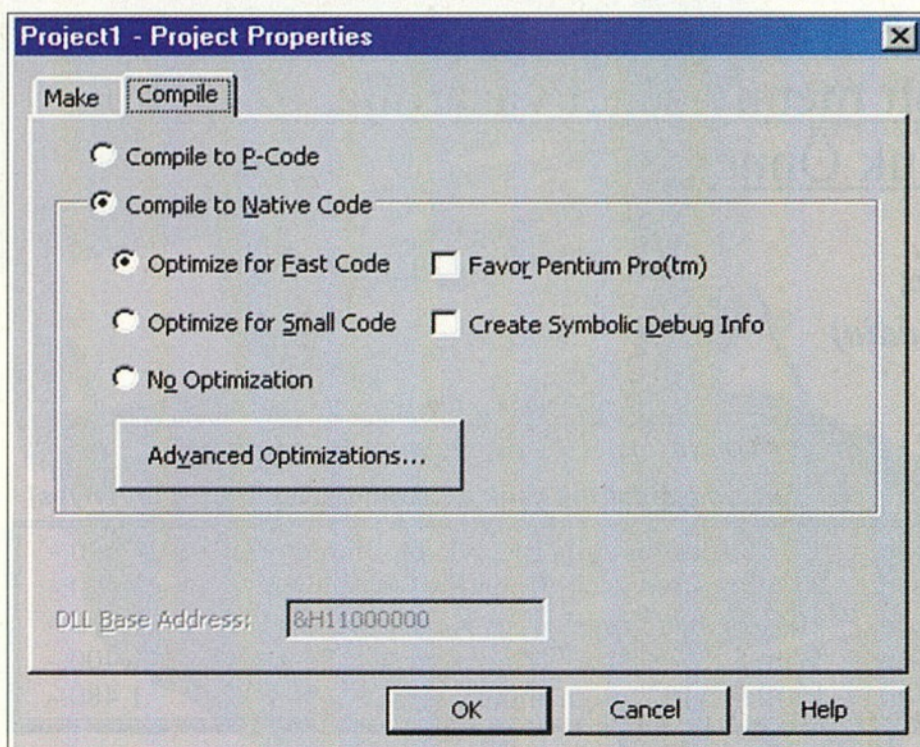 Project1 - Project Properties
Make
Compile
Compile to P-Code
Compile to Native Code
Optimize for Fast Code
Favor Pentium Pro(tm)
Optimize for Small Code
Create Symbolic Debug Info
No Optimization
Advanced Optimizations...
DLL Base Address:
&H11000000
OK
Cancel
Help